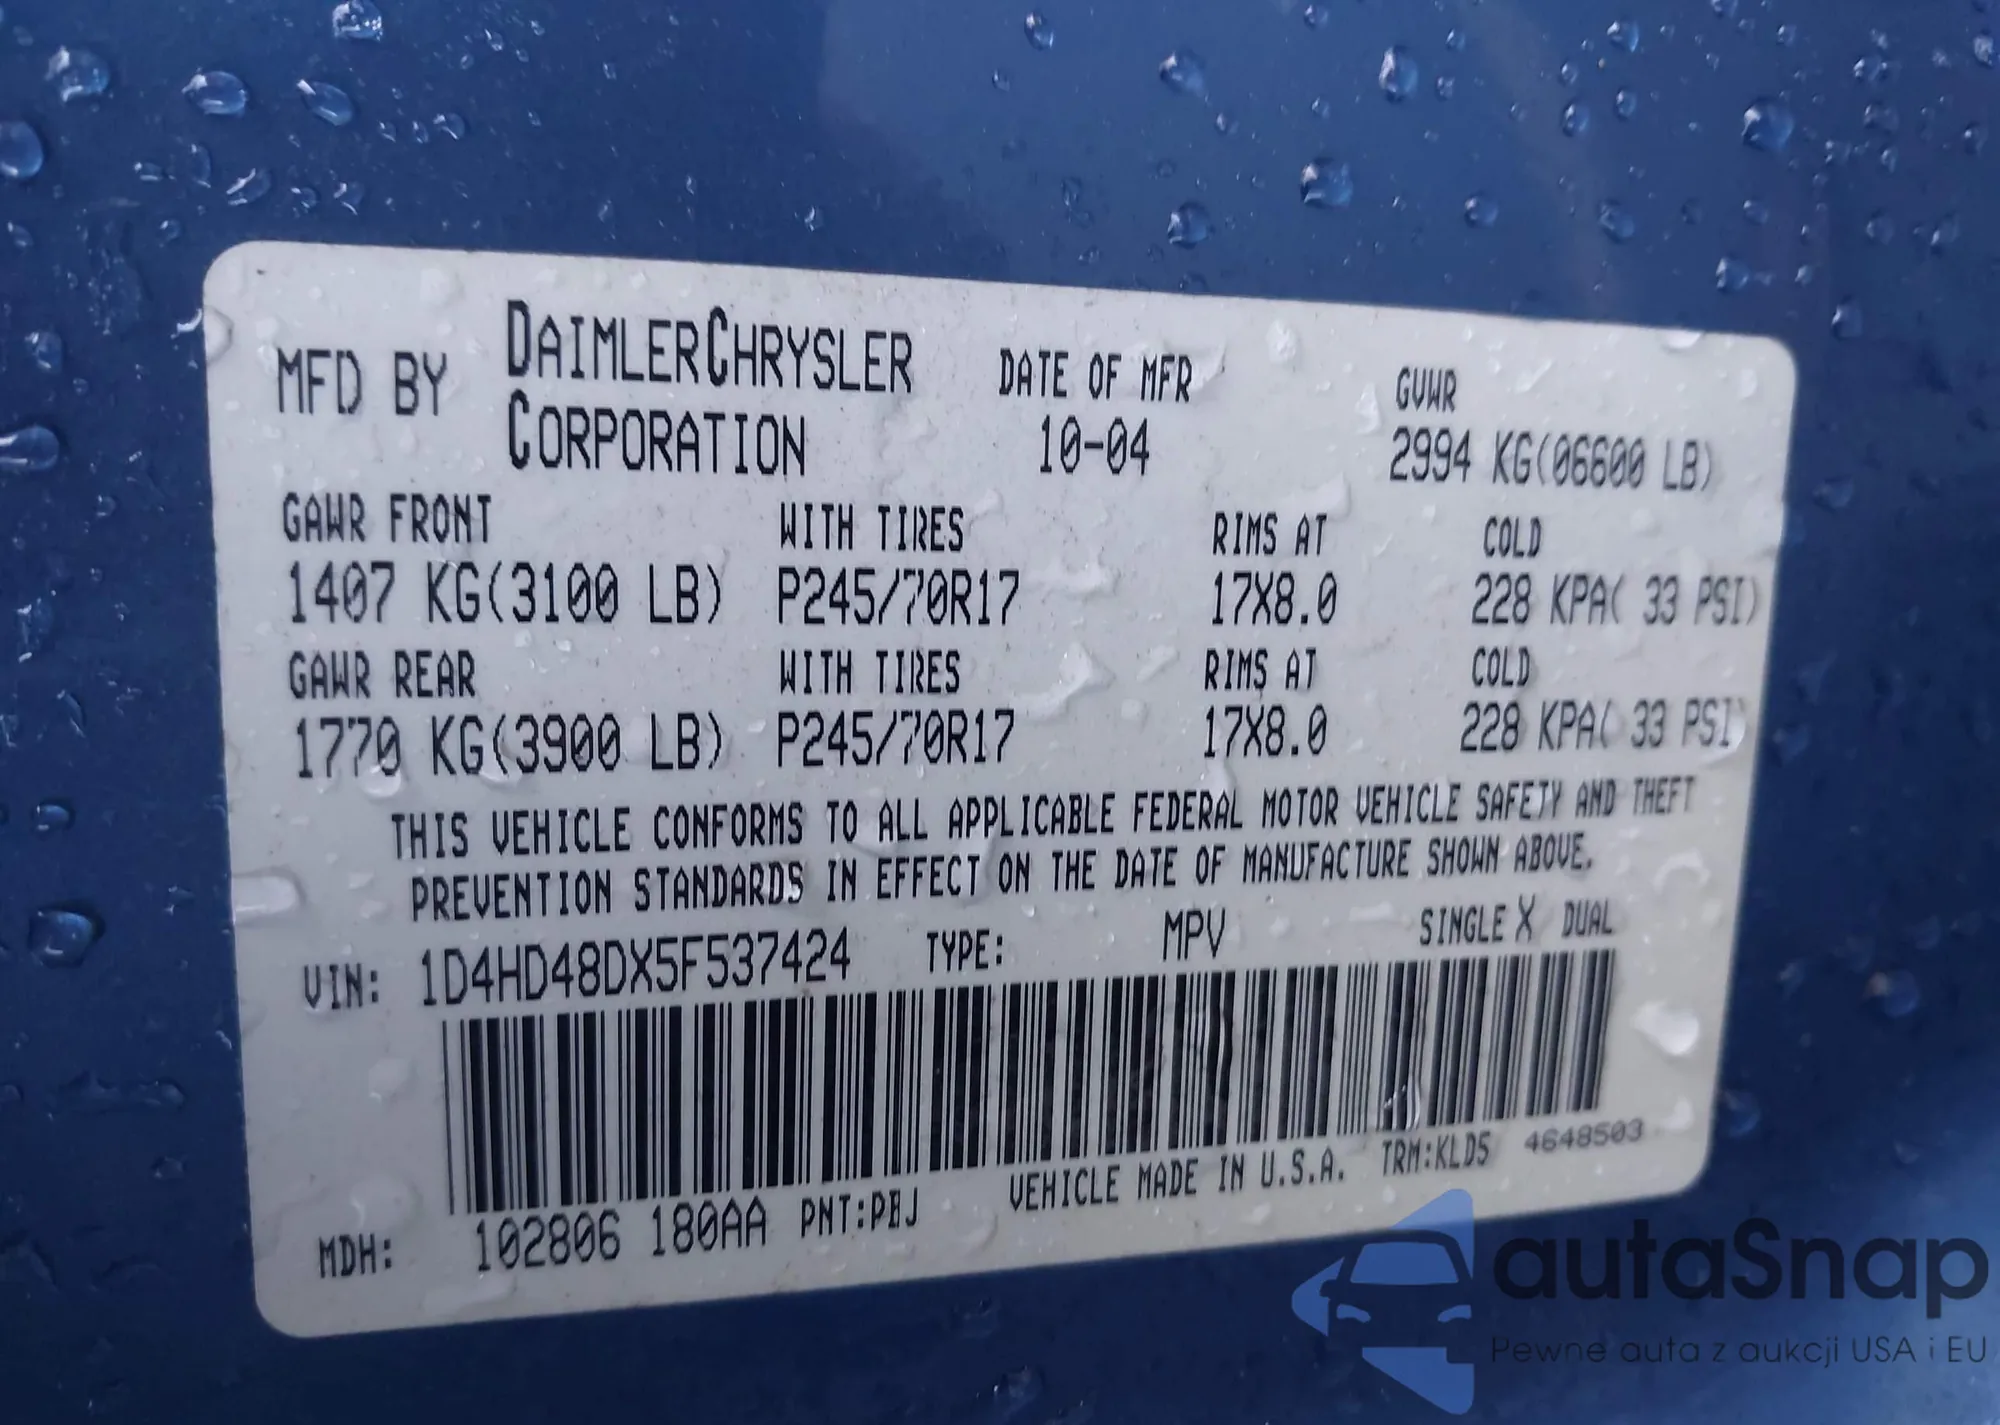 MFD BY DAIMLERCHRYSLER CORPORATION
DATE OF MFR 10-04
GVWR 2994 KG(06600 LB)
GAWR FRONT WITH TIRES RIMS AT COLD
1407 KG(3100 LB) P245/70R17 17X8.0 228 KPA( 33 PSI)
GAWR REAR WITH TIRES RIMS AT COLD
1770 KG(3900 LB) P245/70R17 17X8.0 228 KPA( 33 PSI)
THIS VEHICLE CONFORMS TO ALL APPLICABLE FEDERAL MOTOR VEHICLE SAFETY AND THEFT
PREVENTION STANDARDS IN EFFECT ON THE DATE OF MANUFACTURE SHOWN ABOVE.
VIN: 1D4HD48DX5F537424 TYPE: MPV SINGLE X DUAL
VEHICLE MADE IN U.S.A. TRM:KLD5 4648503
MDH: 102806 180AA PNT:PBJ
autaSnap
Pewne auta z aukcji USA i EU